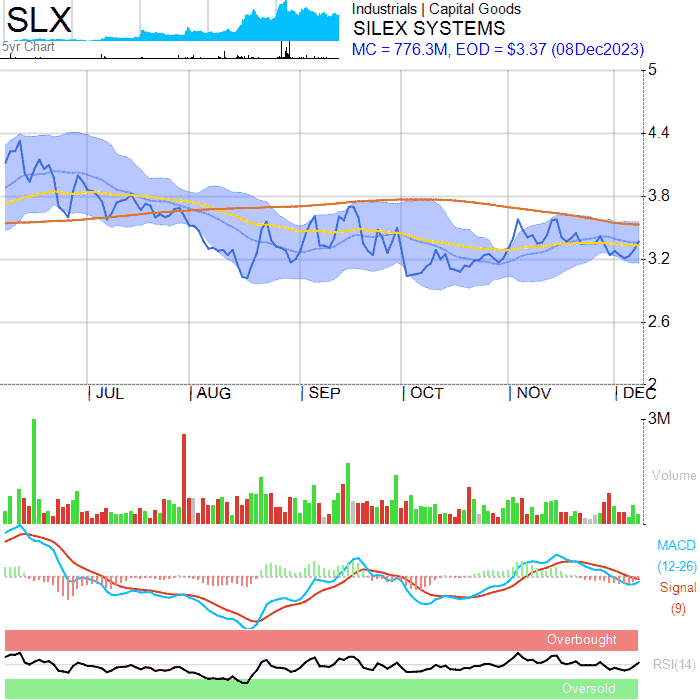 SLX
5yr Chart
Industrials | Capital Goods
SILEX SYSTEMS
MC = 776.3M, EOD = $3.37 (08Dec2023)
5
4.4
3.8
3.2
2.6
2
JUL AUG SEP OCT NOV DEC
3M
Volume
MACD
(12-26)
Signal
(9)
Overbought
RSI(14)
Oversold